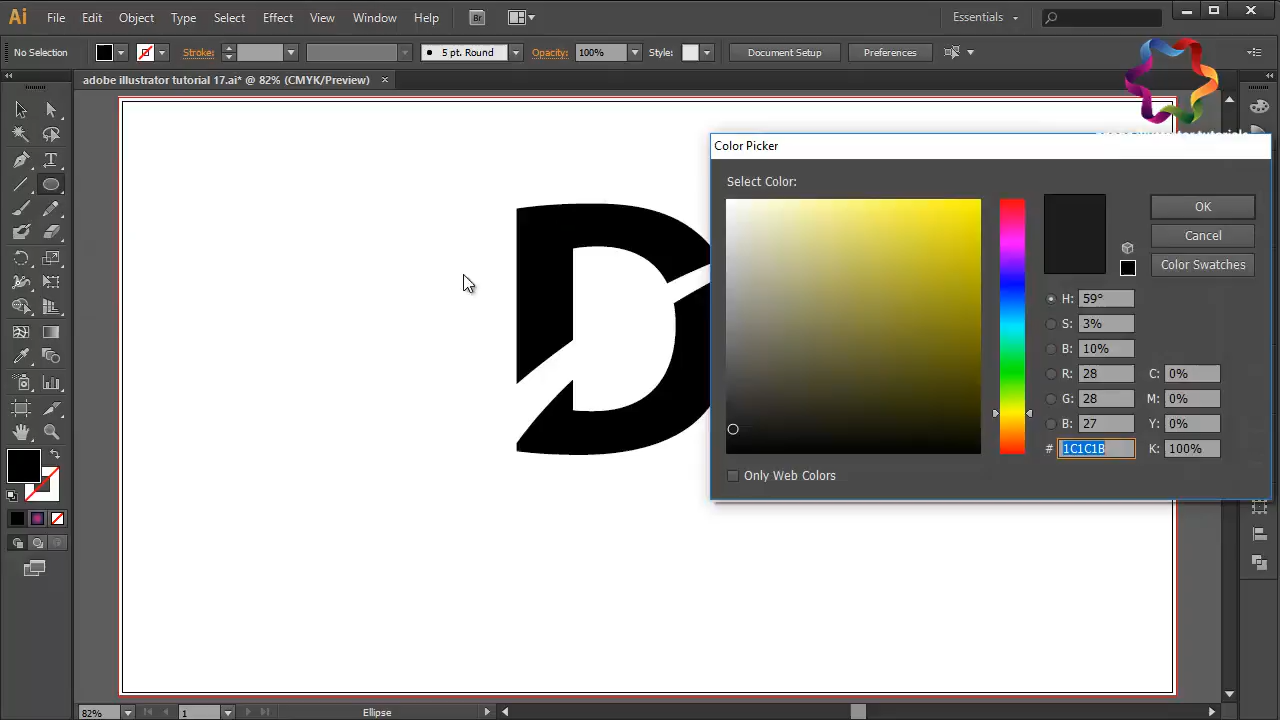 Ai File Edit Object Type Select Effect View Window Help Br Essentials
No Selection Stroke: 5 pt. Round Opacity: 100% Style: Document Setup Preferences
adobe illustrator tutorial 17.ai* @ 82% (CMYK/Preview)
Color Picker
Select Color:
OK
Cancel
Color Swatches
H: 59°
S: 3%
B: 10%
R: 28 C: 0%
G: 28 M: 0%
B: 27 Y: 0%
# 1C1C1B K: 100%
Only Web Colors
D
82% 1 Ellipse